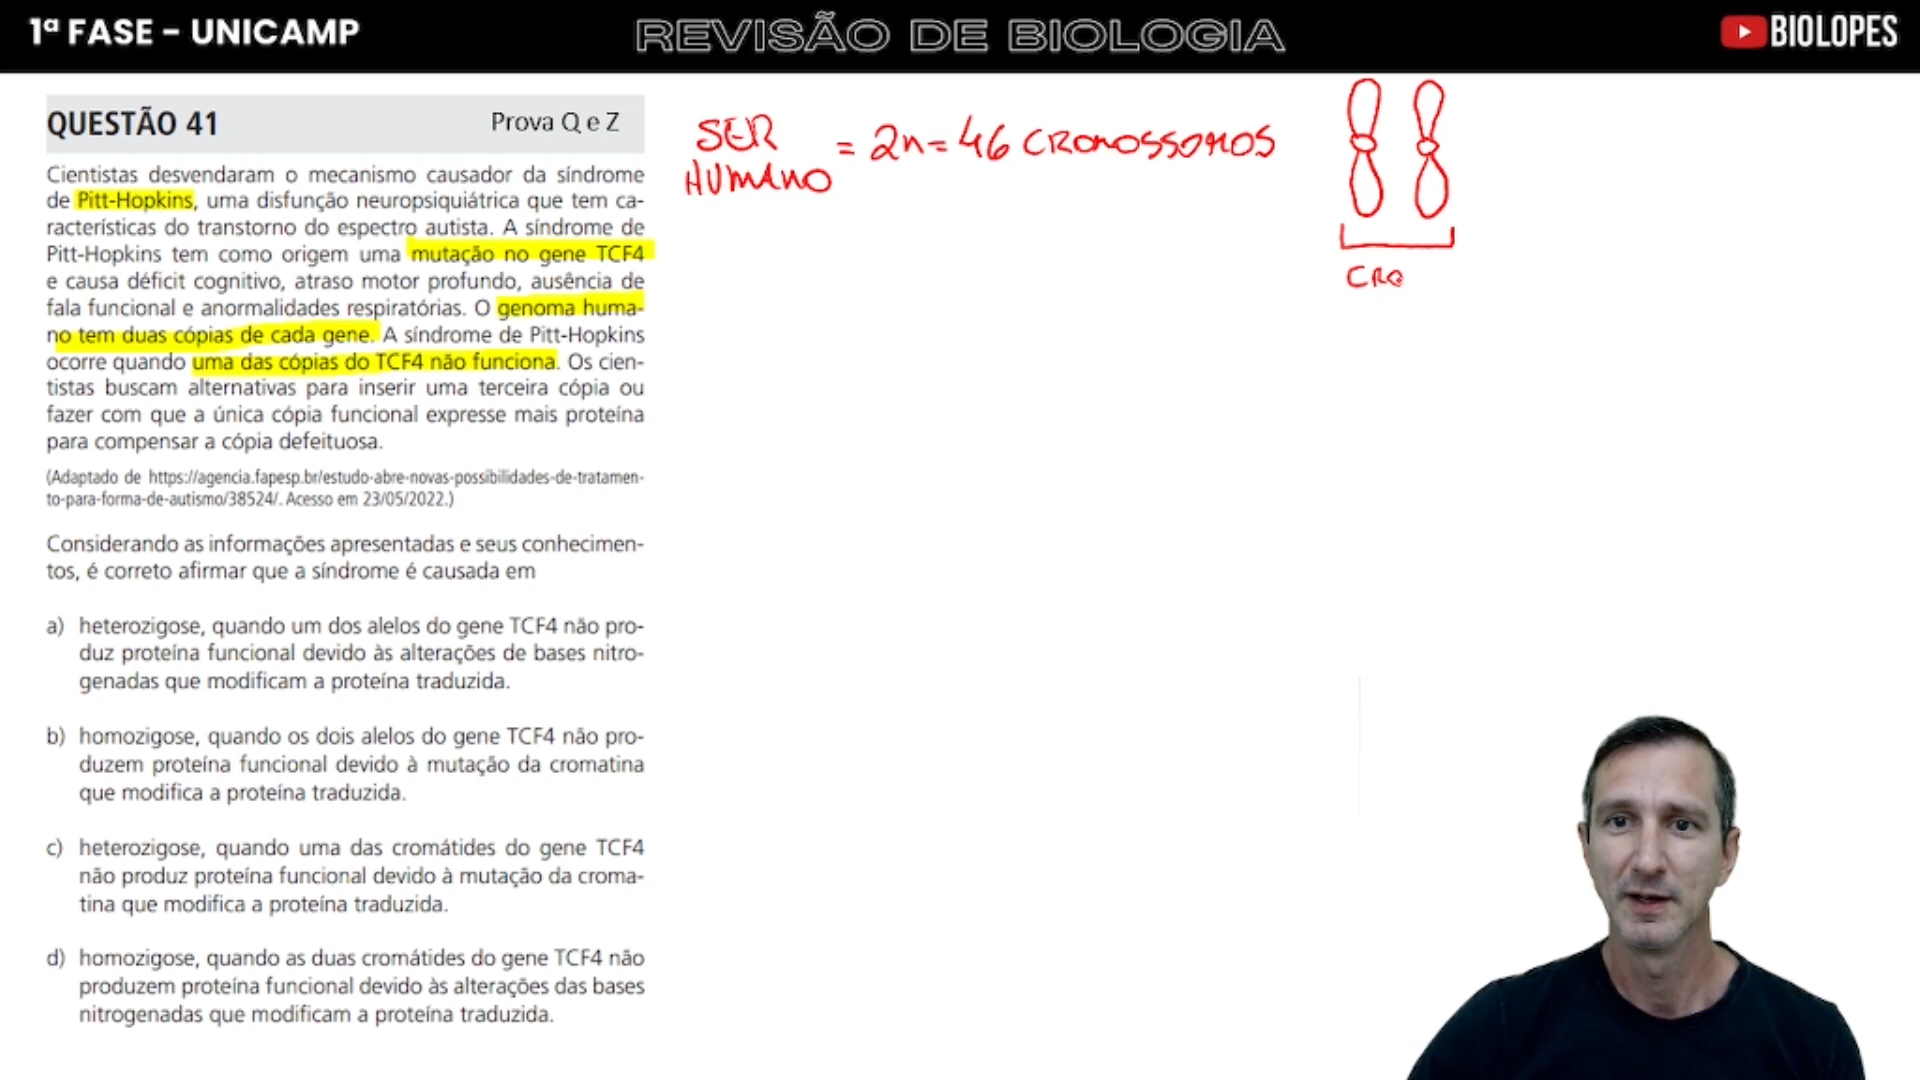 1ª FASE - UNICAMP
REVISÃO DE BIOLOGIA
BIOLOPES
QUESTÃO 41
Prova Q e Z
Cientistas desvendaram o mecanismo causador da síndrome
de Pitt-Hopkins, uma disfunção neuropsiquiátrica que tem ca-
racterísticas do transtorno do espectro autista. A síndrome de
Pitt-Hopkins tem como origem uma mutação no gene TCF4
e causa déficit cognitivo, atraso motor profundo, ausência de
fala funcional e anormalidades respiratórias. O genoma huma-
no tem duas cópias de cada gene. A síndrome de Pitt-Hopkins
ocorre quando uma das cópias do TCF4 não funciona. Os cien-
tistas buscam alternativas para inserir uma terceira cópia ou
fazer com que a única cópia funcional expresse mais proteína
para compensar a cópia defeituosa.
(Adaptado de https://agencia.fapesp.br/estudo-abre-novas-possibilidades-de-tratamen-
to-para-forma-de-autismo/38524/. Acesso em 23/05/2022.)
Considerando as informações apresentadas e seus conhecimen-
tos, é correto afirmar que a síndrome é causada em
a) heterozigose, quando um dos alelos do gene TCF4 não pro-
duz proteína funcional devido às alterações de bases nitro-
genadas que modificam a proteína traduzida.
b) homozigose, quando os dois alelos do gene TCF4 não pro-
duzem proteína funcional devido à mutação da cromatina
que modifica a proteína traduzida.
c) heterozigose, quando uma das cromátides do gene TCF4
não produz proteína funcional devido à mutação da croma-
tina que modifica a proteína traduzida.
d) homozigose, quando as duas cromátides do gene TCF4 não
produzem proteína funcional devido às alterações das bases
nitrogenadas que modificam a proteína traduzida.
SER
HUMANO = 2n = 46 CROMOSSOMOS
CRO